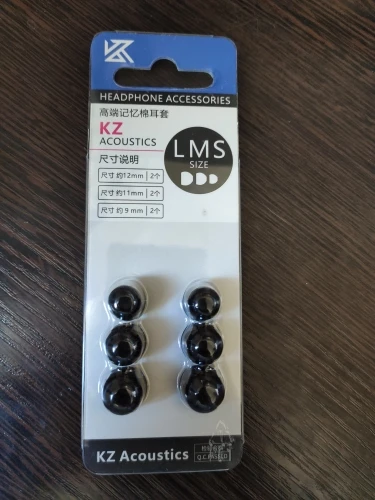 KZ
HEADPHONE ACCESSORIES
高端记忆棉耳套
KZ
ACOUSTICS
尺寸说明
尺寸 约12mm 2个
尺寸 约11mm 2个
尺寸 约 9 mm 2个
LMS
SIZE
KZ Acoustics
Q.C PASSED